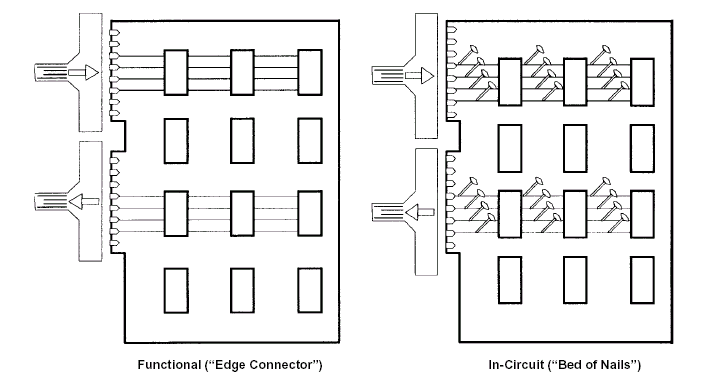 Functional (“Edge Connector”)
In-Circuit (“Bed of Nails”)